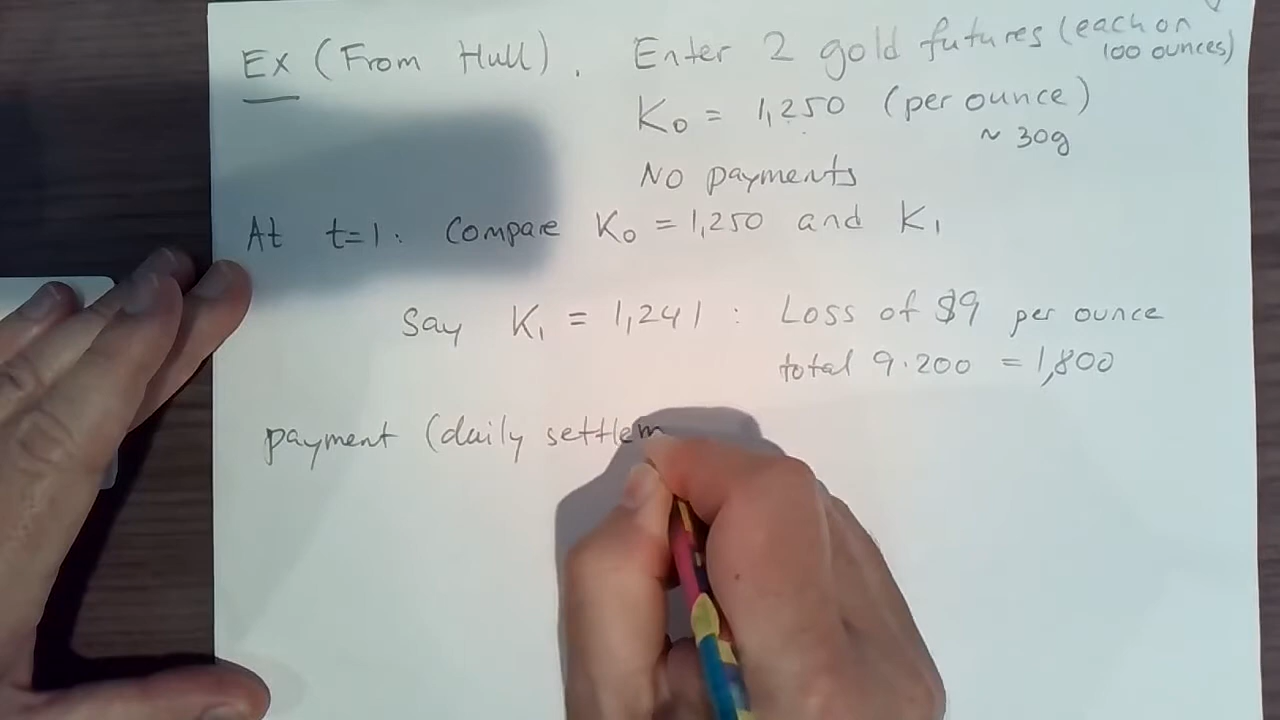 Ex (From Hull). Enter 2 gold futures (each on 100 ounces)
K₀ = 1,250 (per ounce)
~ 30g
No payments
At t=1: Compare K₀ = 1,250 and K₁
Say K₁ = 1,241 : Loss of $9 per ounce
total 9·200 = 1,800
payment (daily settlem